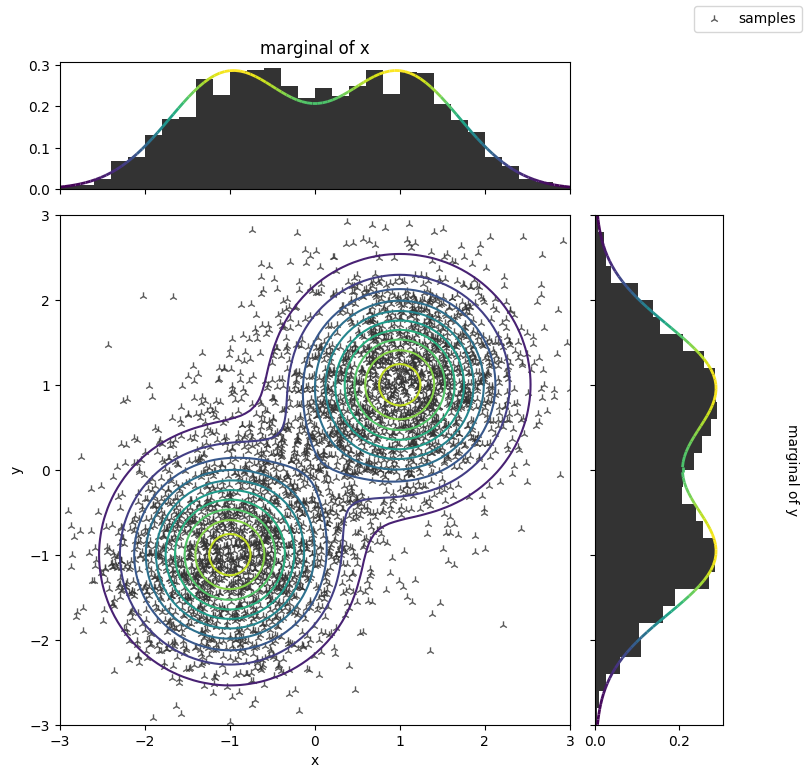 samples
marginal of x
0.3
0.2
0.1
0.0
3
2
1
0
−1
−2
−3
y
marginal of y
−3 −2 −1 0 1 2 3
0.0 0.2
x